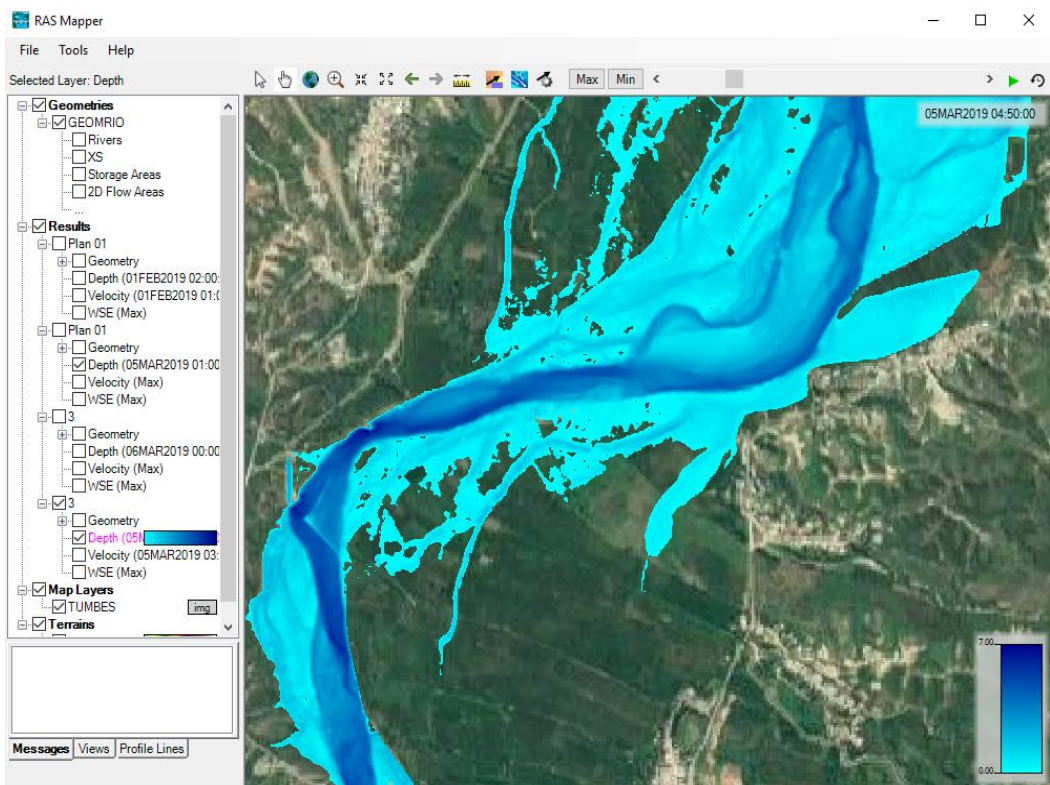 RAS Mapper
File Tools Help
Selected Layer: Depth
Max Min
Geometries
GEOMRIO
Rivers
XS
Storage Areas
2D Flow Areas
...
Results
Plan 01
Geometry
Depth (01FEB2019 02:00:
Velocity (01FEB2019 01:0
WSE (Max)
Plan 01
Geometry
Depth (05MAR2019 01:00
Velocity (Max)
WSE (Max)
3
Geometry
Depth (06MAR2019 00:00
Velocity (Max)
WSE (Max)
3
Geometry
Depth (05M
Velocity (05MAR2019 03:
WSE (Max)
Map Layers
TUMBES img
Terrains
Messages Views Profile Lines
05MAR2019 04:50:00
7.00
0.00